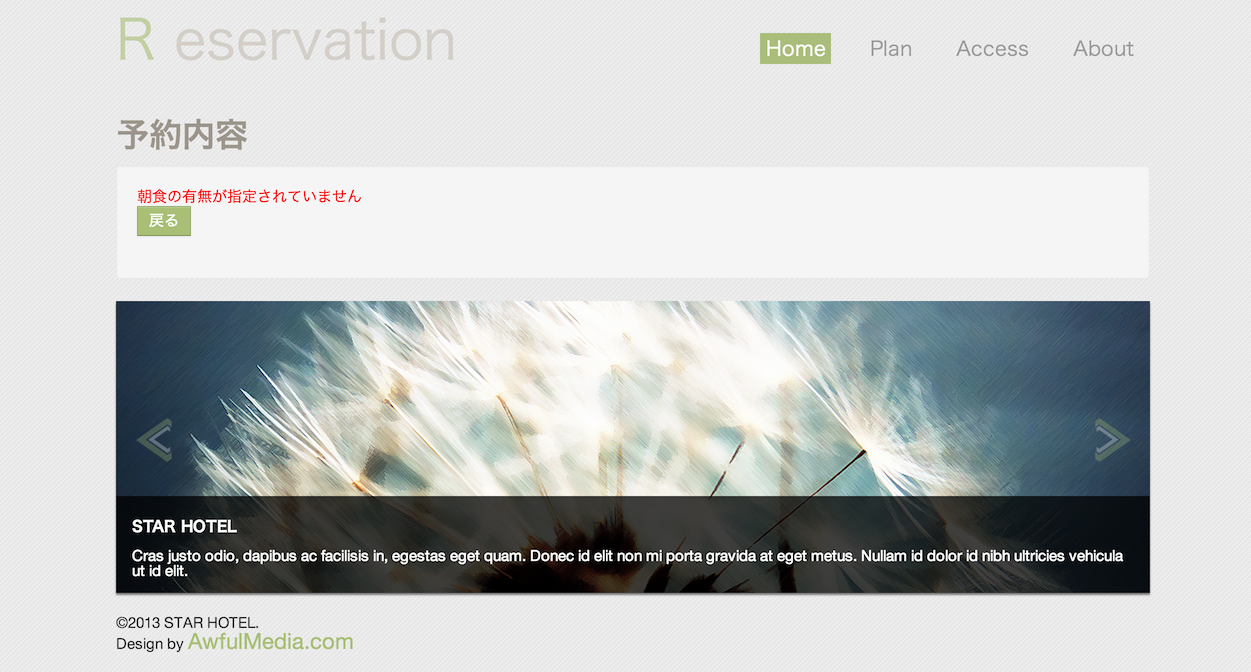 R eservation
Home Plan Access About
予約内容
朝食の有無が指定されていません
戻る
STAR HOTEL
Cras justo odio, dapibus ac facilisis in, egestas eget quam. Donec id elit non mi porta gravida at eget metus. Nullam id dolor id nibh ultricies vehicula
ut id elit.
©2013 STAR HOTEL.
Design by AwfulMedia.com